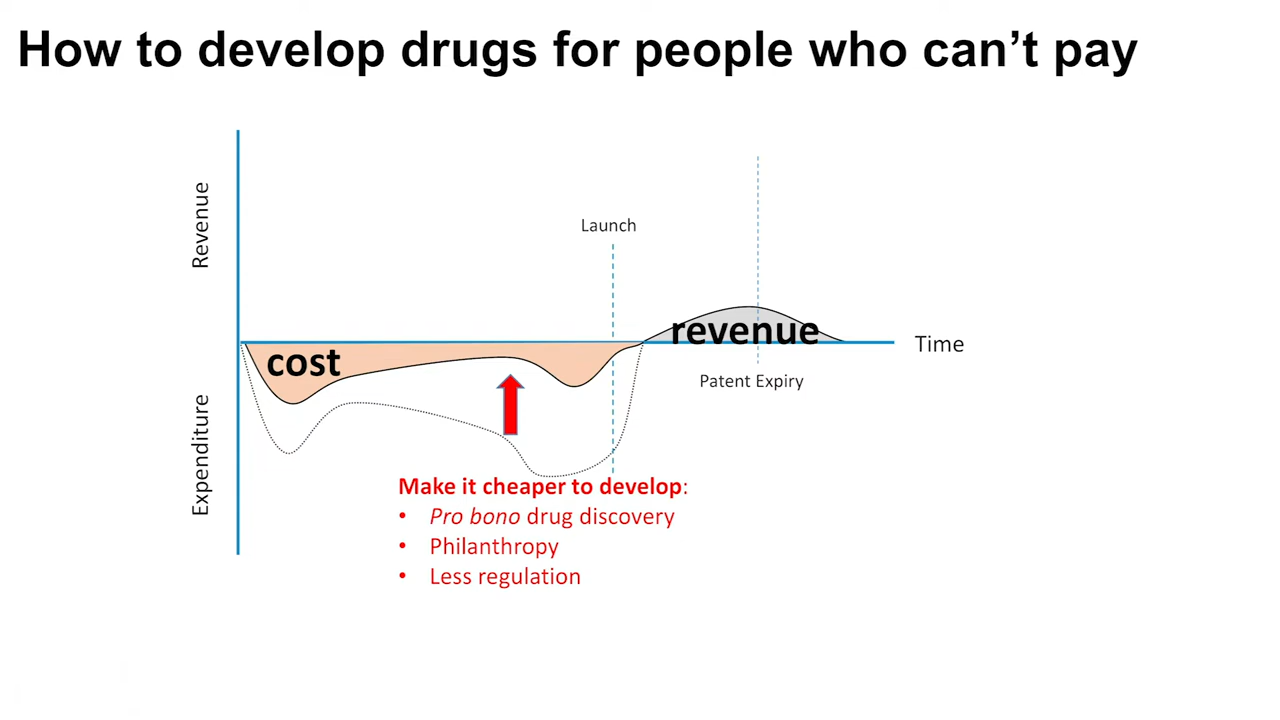 How to develop drugs for people who can’t pay
Revenue
Launch
revenue
Time
cost
Patent Expiry
Expenditure
Make it cheaper to develop:
• Pro bono drug discovery
• Philanthropy
• Less regulation